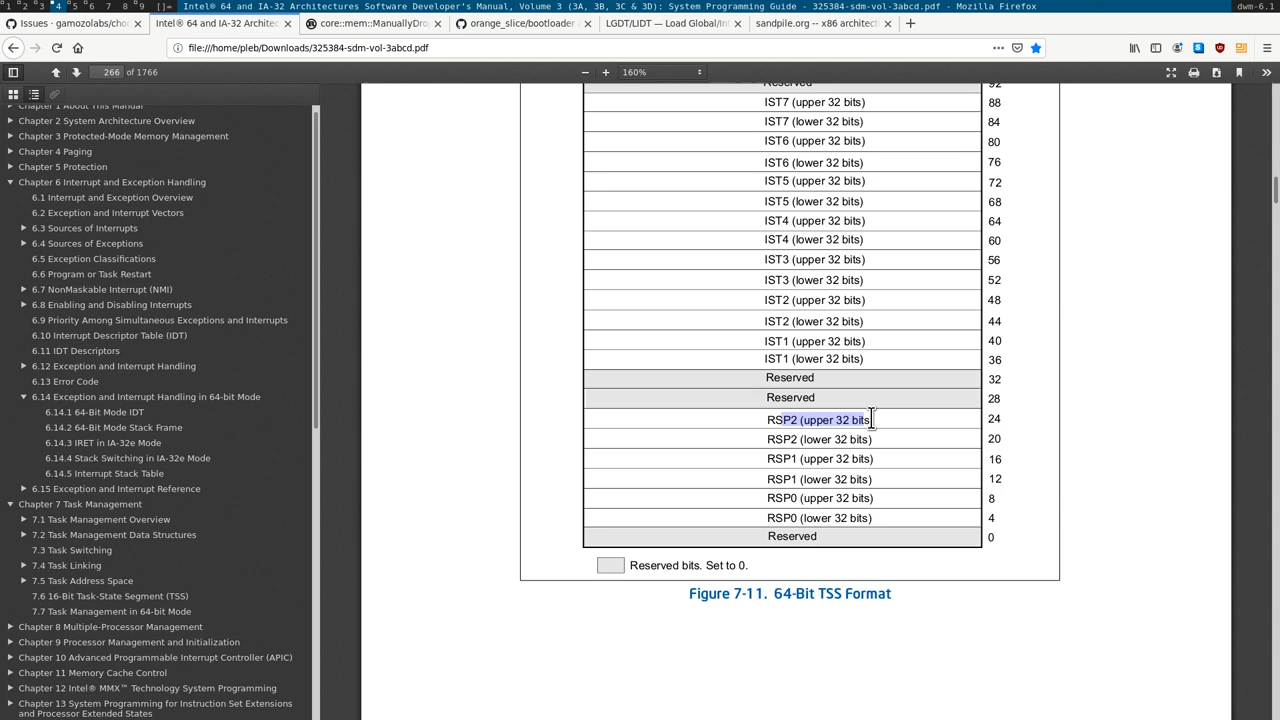 1 2 3 4 5 6 7 8 9 []= Intel® 64 and IA-32 Architectures Software Developer's Manual, Volume 3 (3A, 3B, 3C & 3D): System Programming Guide - 325384-sdm-vol-3abcd.pdf - Mozilla Firefox dwm-6.1
Issues · gamozolabs/cho Intel® 64 and IA-32 Architec core::mem::ManuallyDro orange_slice/bootloader LGDT/LIDT — Load Global/In sandpile.org -- x86 architect
file:///home/pleb/Downloads/325384-sdm-vol-3abcd.pdf
266 of 1766 160%
Chapter 1 About This Manual
Chapter 2 System Architecture Overview
Chapter 3 Protected-Mode Memory Management
Chapter 4 Paging
Chapter 5 Protection
Chapter 6 Interrupt and Exception Handling
6.1 Interrupt and Exception Overview
6.2 Exception and Interrupt Vectors
6.3 Sources of Interrupts
6.4 Sources of Exceptions
6.5 Exception Classifications
6.6 Program or Task Restart
6.7 NonMaskable Interrupt (NMI)
6.8 Enabling and Disabling Interrupts
6.9 Priority Among Simultaneous Exceptions and Interrupts
6.10 Interrupt Descriptor Table (IDT)
6.11 IDT Descriptors
6.12 Exception and Interrupt Handling
6.13 Error Code
6.14 Exception and Interrupt Handling in 64-bit Mode
6.14.1 64-Bit Mode IDT
6.14.2 64-Bit Mode Stack Frame
6.14.3 IRET in IA-32e Mode
6.14.4 Stack Switching in IA-32e Mode
6.14.5 Interrupt Stack Table
6.15 Exception and Interrupt Reference
Chapter 7 Task Management
7.1 Task Management Overview
7.2 Task Management Data Structures
7.3 Task Switching
7.4 Task Linking
7.5 Task Address Space
7.6 16-Bit Task-State Segment (TSS)
7.7 Task Management in 64-bit Mode
Chapter 8 Multiple-Processor Management
Chapter 9 Processor Management and Initialization
Chapter 10 Advanced Programmable Interrupt Controller (APIC)
Chapter 11 Memory Cache Control
Chapter 12 Intel® MMX™ Technology System Programming
Chapter 13 System Programming for Instruction Set Extensions
and Processor Extended States
Reserved 92
IST7 (upper 32 bits) 88
IST7 (lower 32 bits) 84
IST6 (upper 32 bits) 80
IST6 (lower 32 bits) 76
IST5 (upper 32 bits) 72
IST5 (lower 32 bits) 68
IST4 (upper 32 bits) 64
IST4 (lower 32 bits) 60
IST3 (upper 32 bits) 56
IST3 (lower 32 bits) 52
IST2 (upper 32 bits) 48
IST2 (lower 32 bits) 44
IST1 (upper 32 bits) 40
IST1 (lower 32 bits) 36
Reserved 32
Reserved 28
RSP2 (upper 32 bits) 24
RSP2 (lower 32 bits) 20
RSP1 (upper 32 bits) 16
RSP1 (lower 32 bits) 12
RSP0 (upper 32 bits) 8
RSP0 (lower 32 bits) 4
Reserved 0
Reserved bits. Set to 0.
Figure 7-11. 64-Bit TSS Format